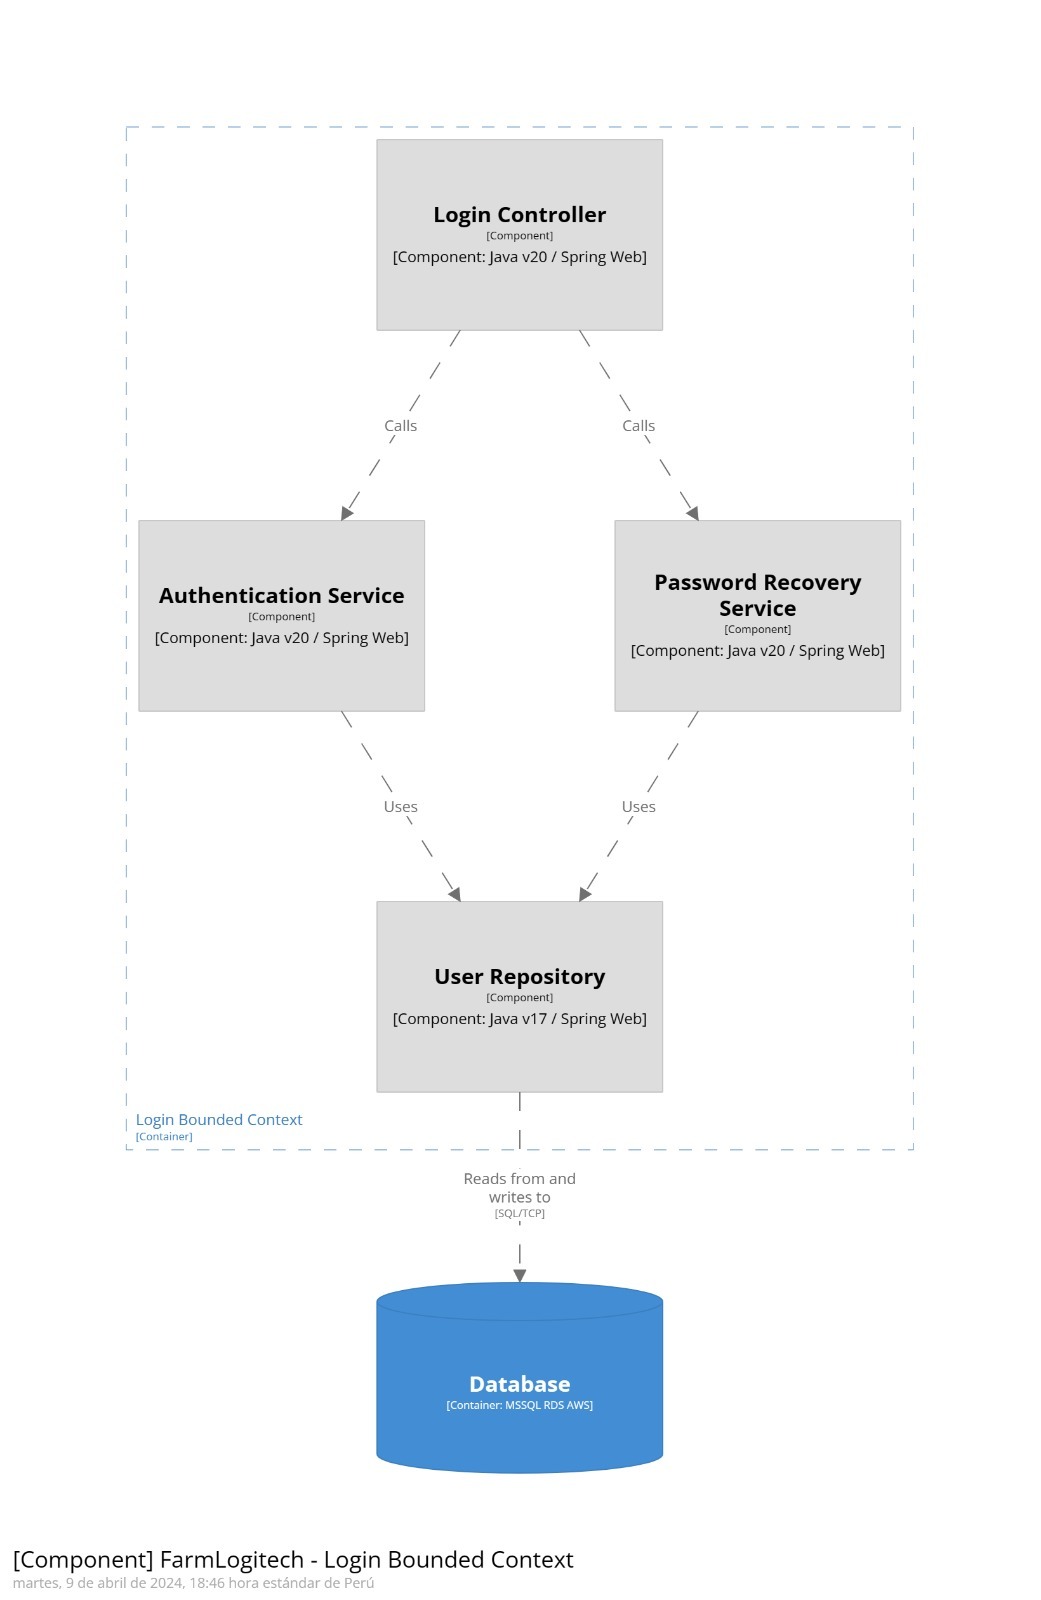 Login Controller
[Component]
[Component: Java v20 / Spring Web]
Calls
Calls
Authentication Service
[Component]
[Component: Java v20 / Spring Web]
Password Recovery
Service
[Component]
[Component: Java v20 / Spring Web]
Uses
Uses
User Repository
[Component]
[Component: Java v17 / Spring Web]
Login Bounded Context
[Container]
Reads from and
writes to
[SQL/TCP]
Database
[Container: MSSQL RDS AWS]
[Component] FarmLogitech - Login Bounded Context
martes, 9 de abril de 2024, 18:46 hora estándar de Perú